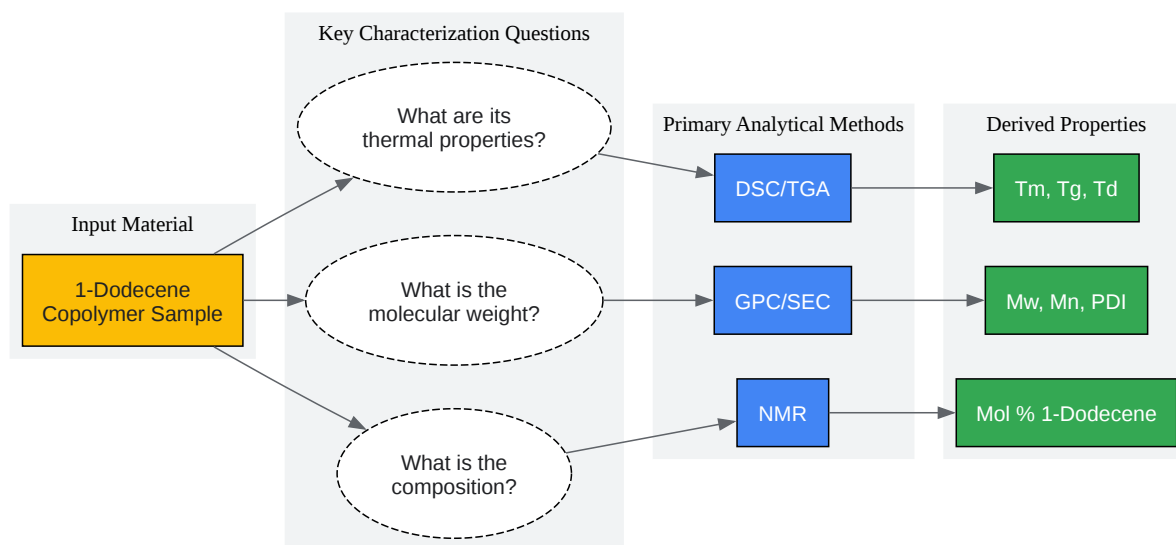 Key Characterization Questions
What are its
thermal properties?
Primary Analytical Methods
Derived Properties
DSC/TGA
Tm, Tg, Td
Input Material
1-Dodecene
Copolymer Sample
What is the
molecular weight?
GPC/SEC
Mw, Mn, PDI
NMR
Mol % 1-Dodecene
What is the
composition?